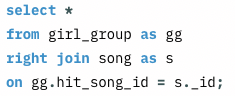 select *
from girl_group as gg
right join song as s
on gg.hit_song_id = s._id;